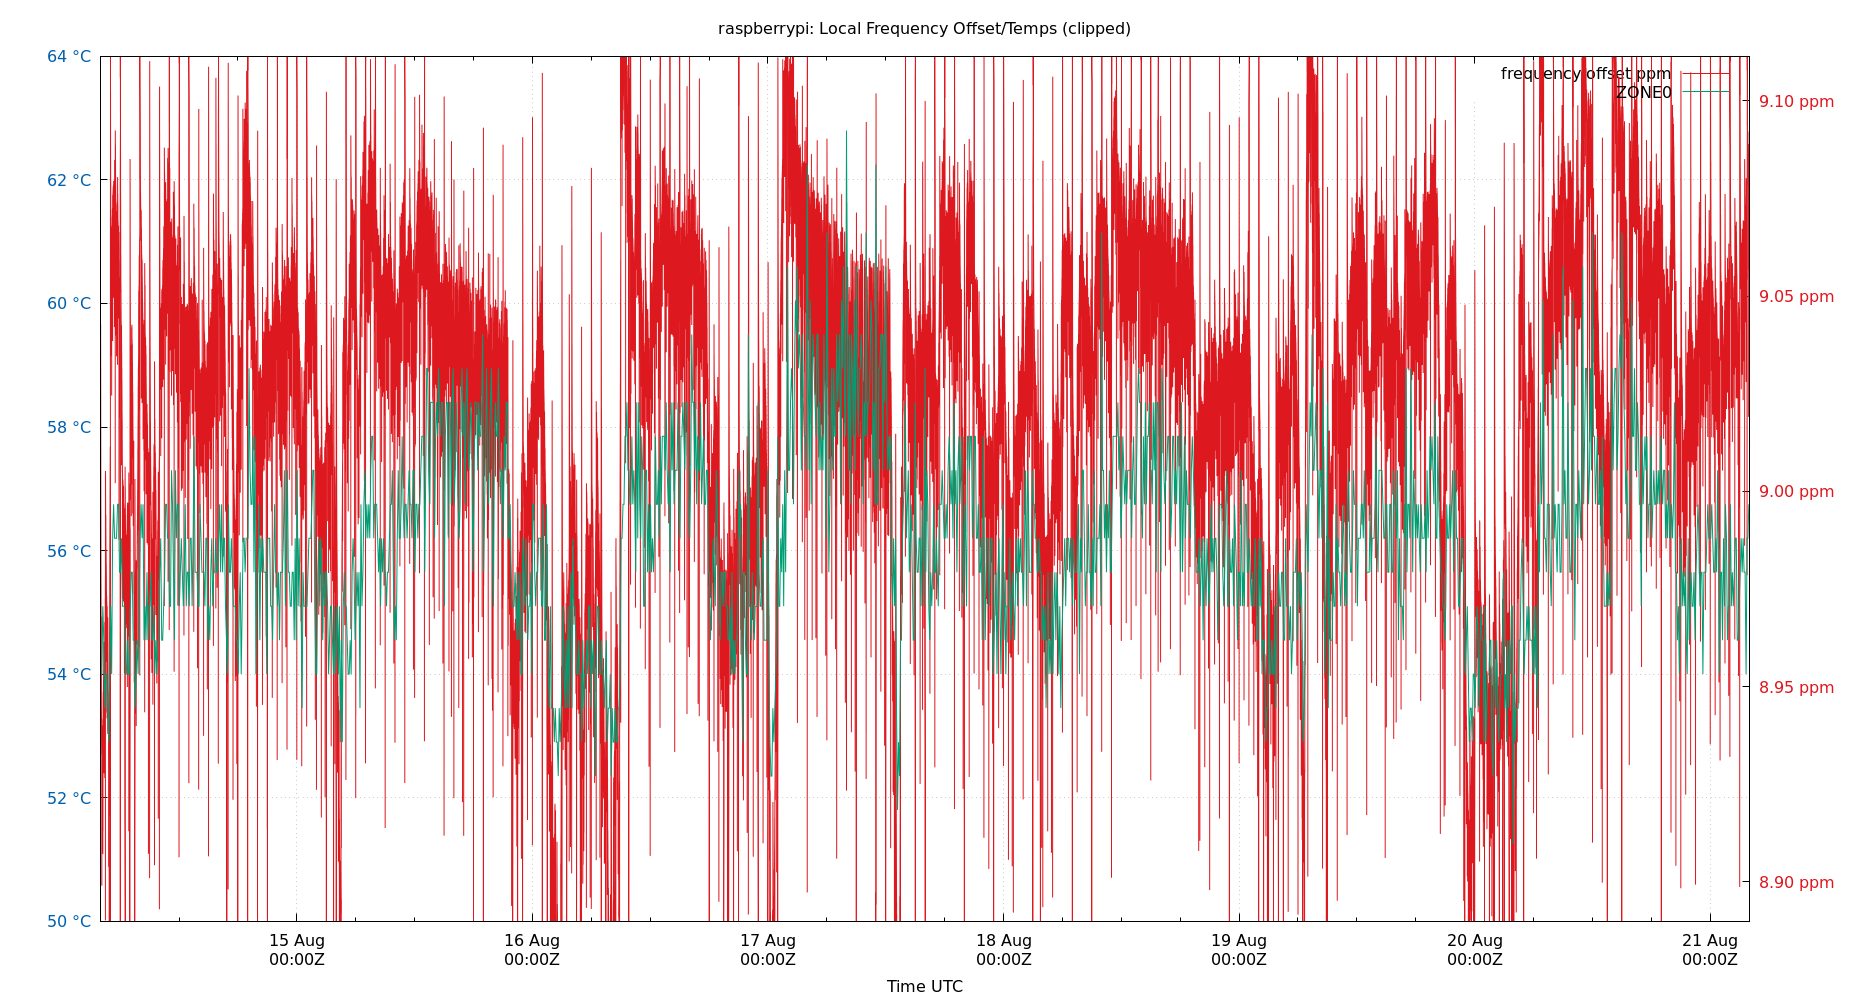 raspberrypi: Local Frequency Offset/Temps (clipped)
64 °C
62 °C
60 °C
58 °C
56 °C
54 °C
52 °C
50 °C
frequency offset ppm
ZONE0
9.10 ppm
9.05 ppm
9.00 ppm
8.95 ppm
8.90 ppm
15 Aug
00:00Z
16 Aug
00:00Z
17 Aug
00:00Z
18 Aug
00:00Z
19 Aug
00:00Z
20 Aug
00:00Z
21 Aug
00:00Z
Time UTC